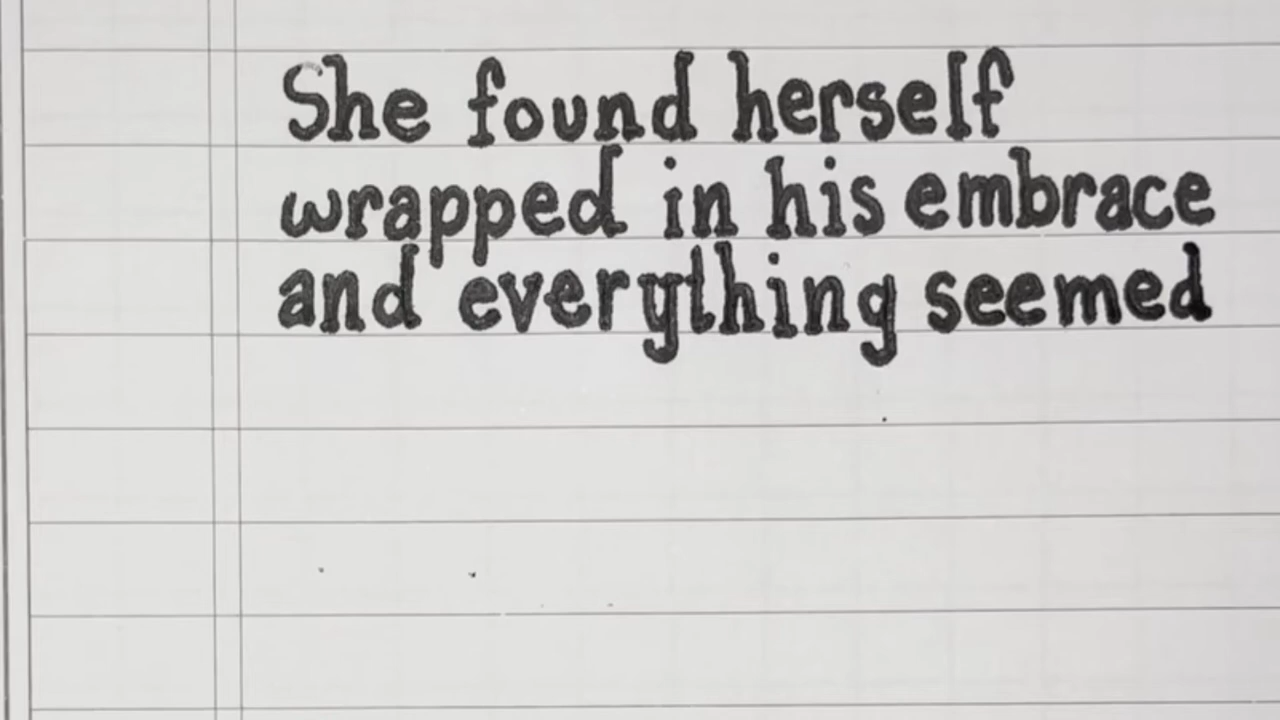 She found herself
wrapped in his embrace
and everything seemed